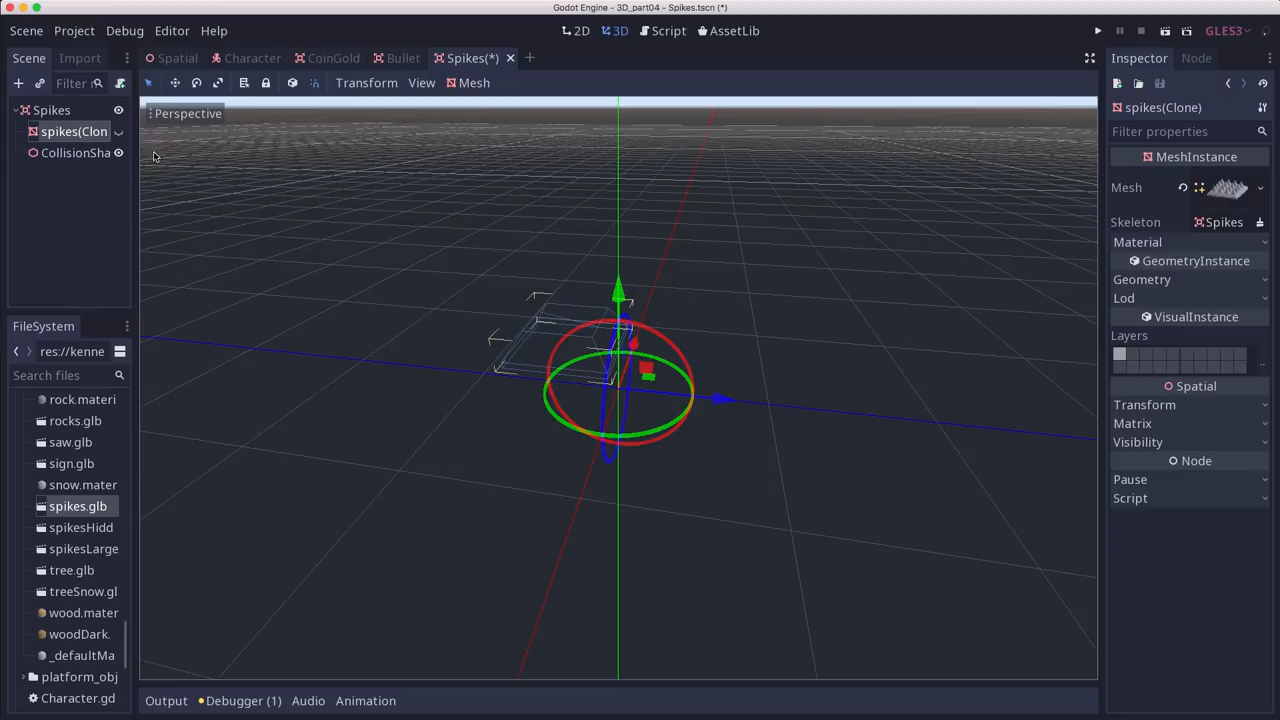 Godot Engine - 3D_part04 - Spikes.tscn (*)
Scene Project Debug Editor Help
2D 3D Script AssetLib
GLES3
Scene Import
Spatial Character CoinGold Bullet Spikes(*)
Inspector Node
Filter
Transform View Mesh
Spikes
spikes(Clon
CollisionSha
Perspective
spikes(Clone)
Filter properties
MeshInstance
Mesh
Skeleton Spikes
Material
GeometryInstance
Geometry
Lod
VisualInstance
Layers
Spatial
Transform
Matrix
Visibility
Node
Pause
Script
FileSystem
res://kenne
Search files
rock.materi
rocks.glb
saw.glb
sign.glb
snow.mater
spikes.glb
spikesHidd
spikesLarge
tree.glb
treeSnow.gl
wood.mater
woodDark.
_defaultMa
platform_obj
Character.gd
Output Debugger (1) Audio Animation